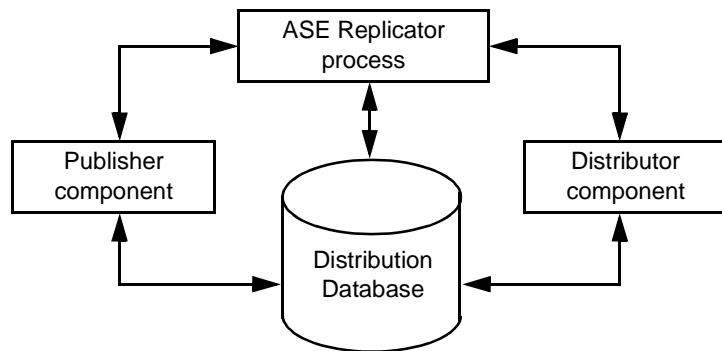 ASE Replicator
process
Publisher
component
Distributor
component
Distribution
Database